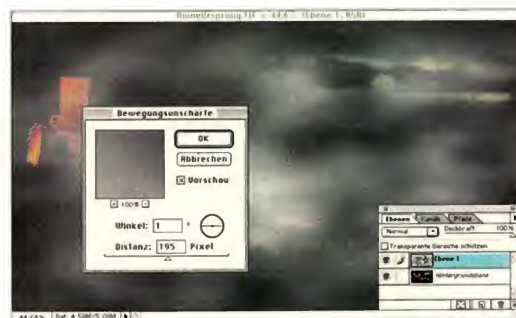 Bewegungsunschärfe
OK
Abbrechen
Vorschau
100%
Winkel: 1 °
Distanz: 195 Pixel
Ebenen Kanäle Pfade
Normal Deckkraft: 100 %
Transparente Bereiche schützen
Ebene 1
Hintergrundebene